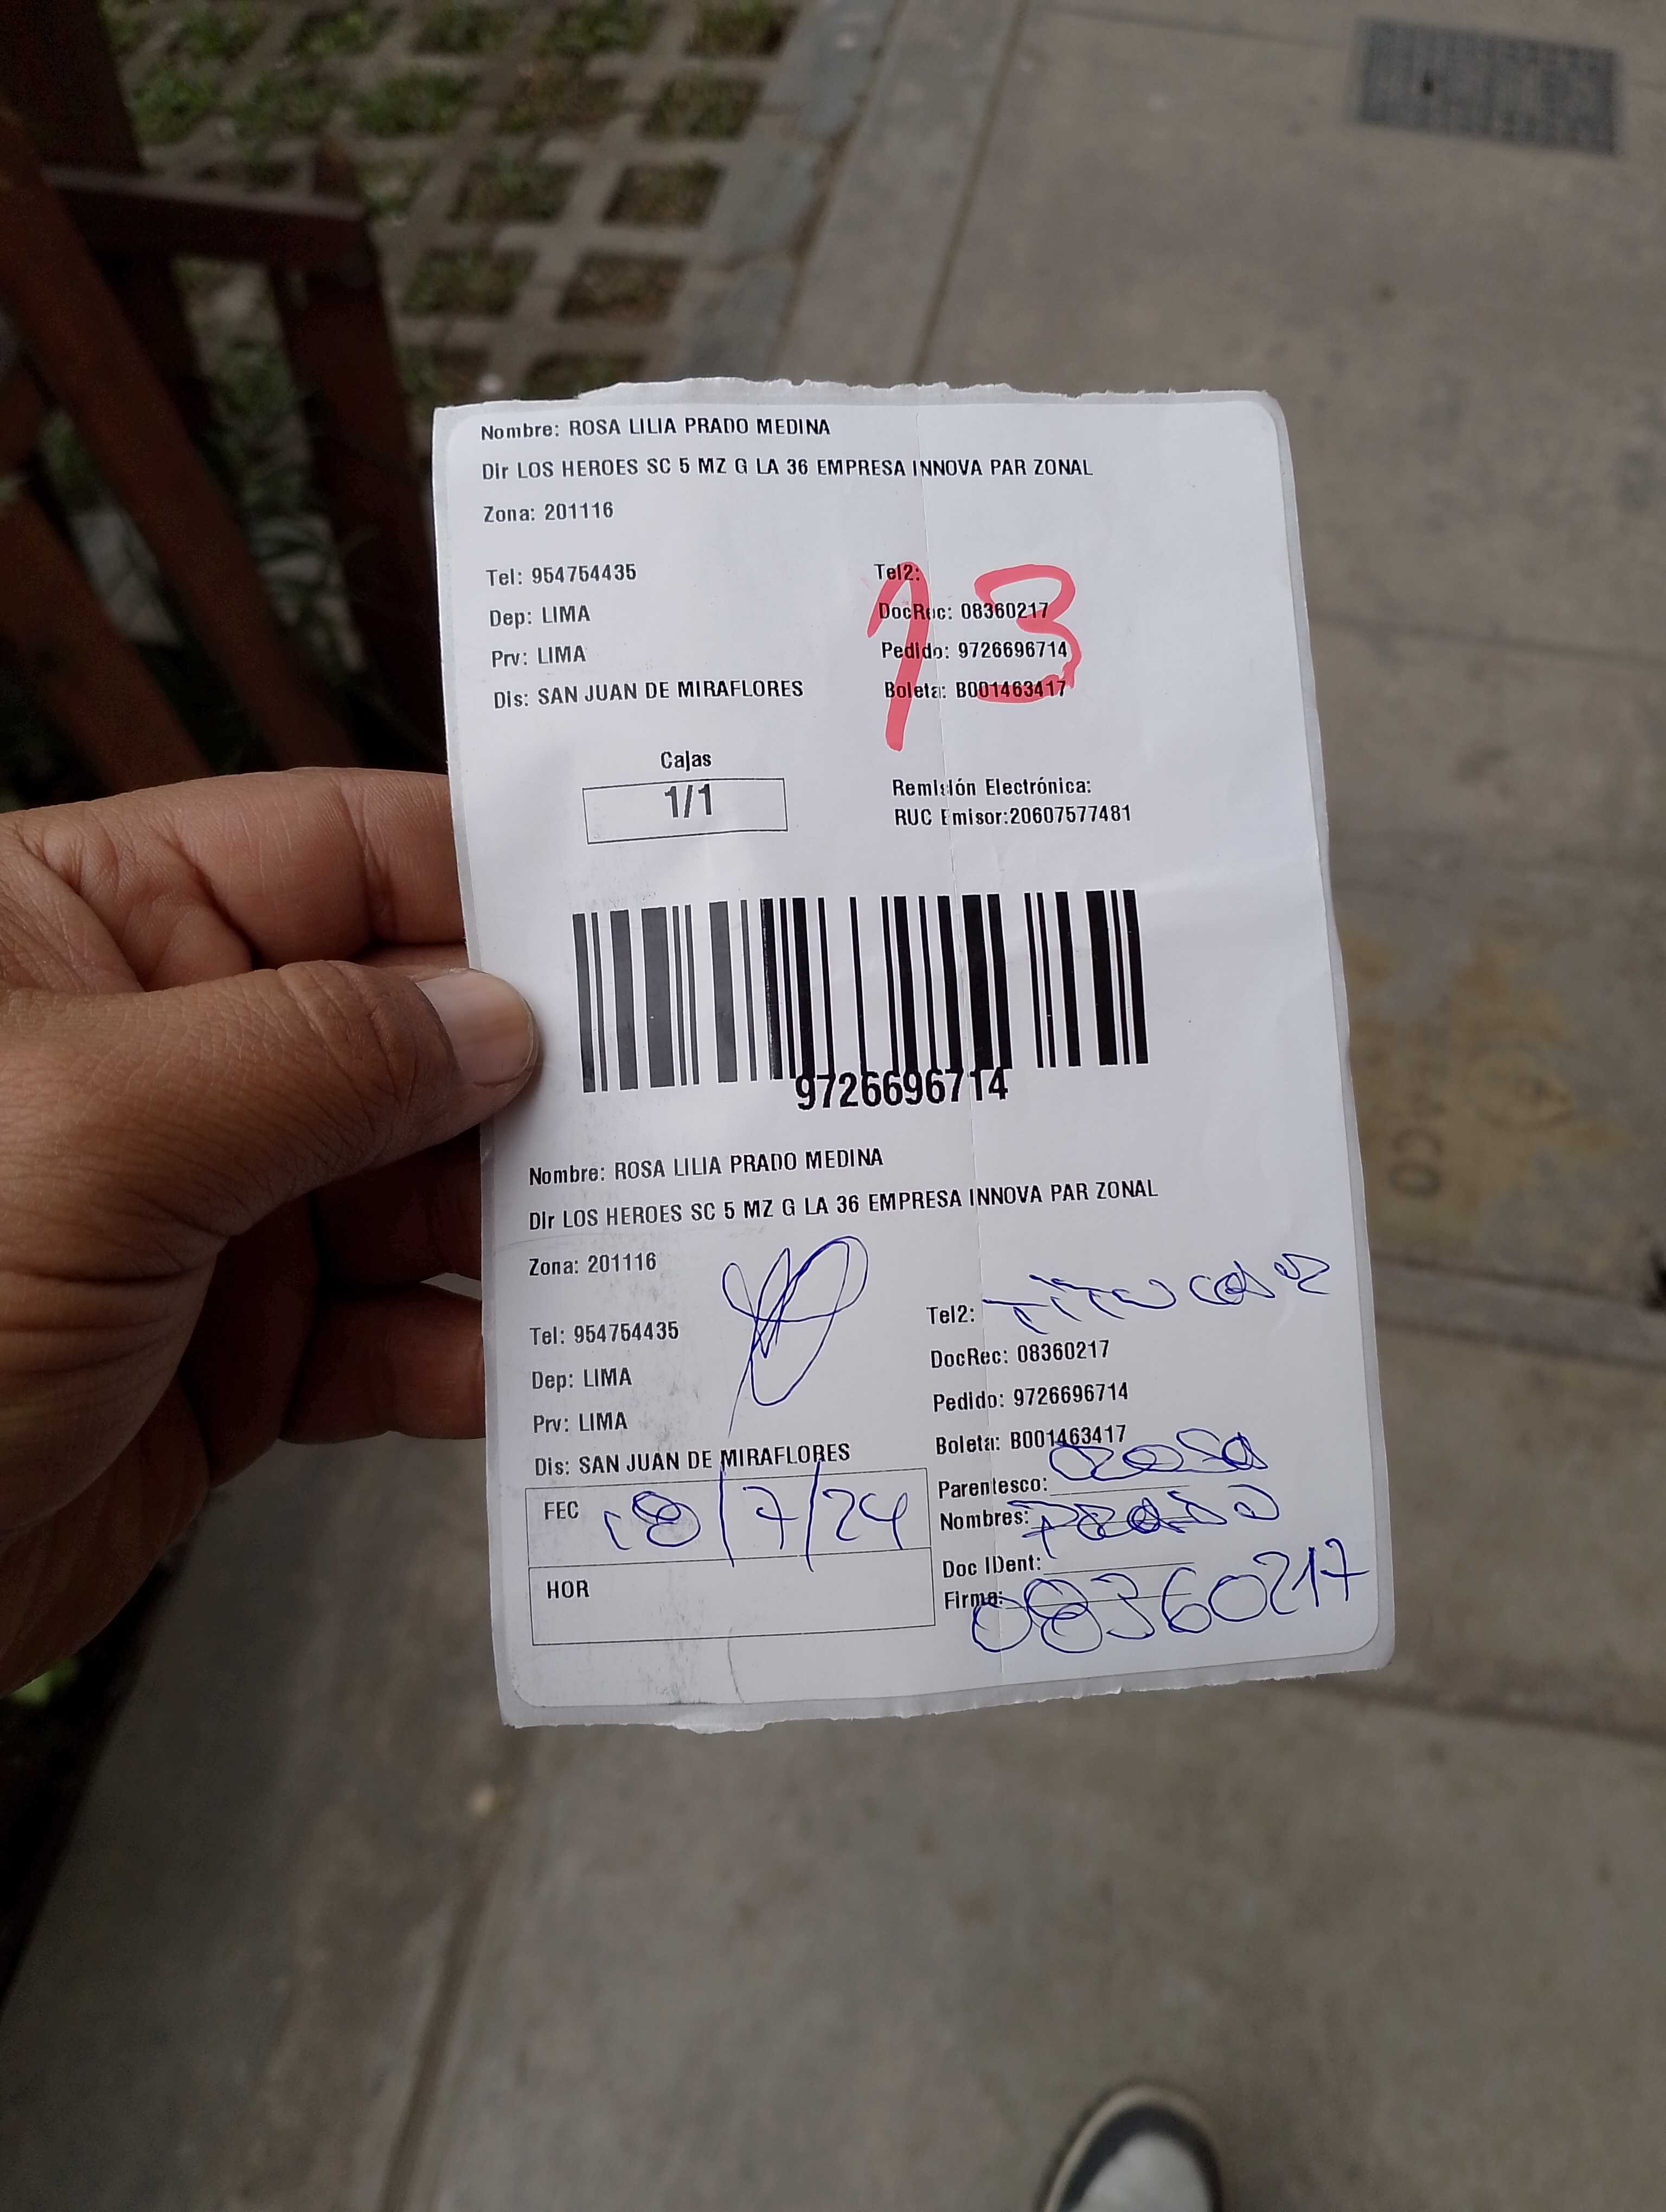 Nombre: ROSA LILIA PRADO MEDINA
Dir LOS HEROES SC 5 MZ G LA 36 EMPRESA INNOVA PAR ZONAL
Zona: 201116
Tel: 954754435
Tel2:
13
Dep: LIMA
DocRec: 08360217
Prv: LIMA
Pedido: 9726696714
Dis: SAN JUAN DE MIRAFLORES
Boleta: B001463417
Cajas
1/1
Remisión Electrónica:
RUC Emisor:20607577481
9726696714
Nombre: ROSA LILIA PRADO MEDINA
Dir LOS HEROES SC 5 MZ G LA 36 EMPRESA INNOVA PAR ZONAL
Zona: 201116
Tel: 954754435
Tel2:
Dep: LIMA
DocRec: 08360217
Prv: LIMA
Pedido: 9726696714
Dis: SAN JUAN DE MIRAFLORES
Boleta: B001463417
FEC 18/7/24
HOR
Parentesco: Rosa
Nombres: PRADO
Doc IDent:
Firma: 08360217